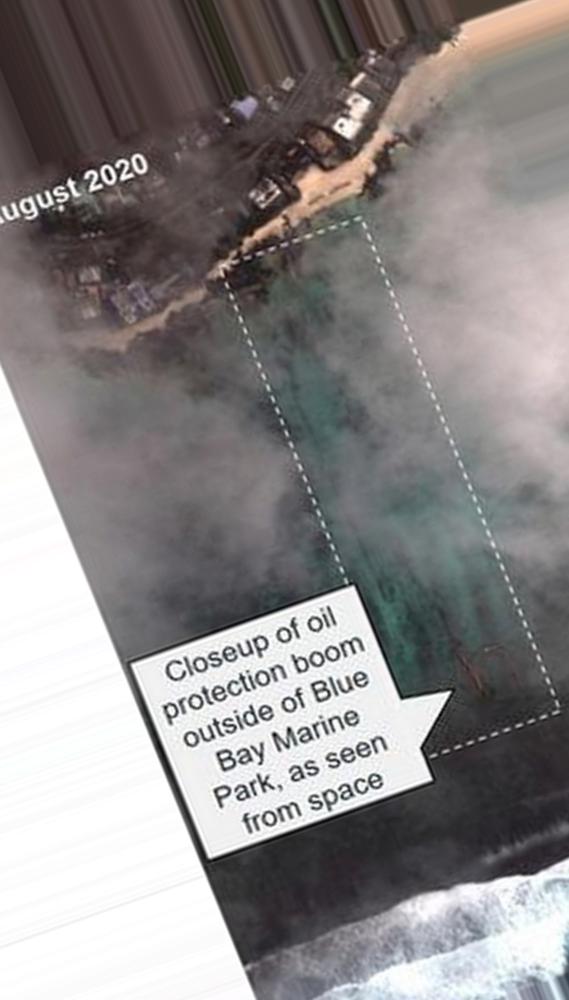 ugust 2020
Closeup of oil
protection boom
outside of Blue
Bay Marine
Park, as seen
from space